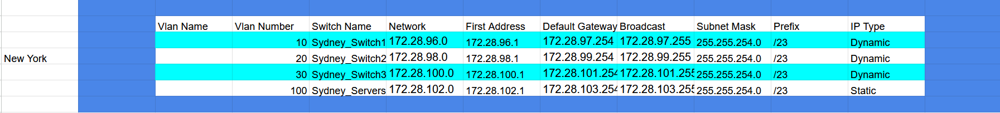 Vlan Name Vlan Number Switch Name Network First Address Default Gateway Broadcast Subnet Mask Prefix IP Type
10 Sydney_Switch1 172.28.96.0 172.28.96.1 172.28.97.254 172.28.97.255 255.255.254.0 /23 Dynamic
New York 20 Sydney_Switch2 172.28.98.0 172.28.98.1 172.28.99.254 172.28.99.255 255.255.254.0 /23 Dynamic
30 Sydney_Switch3 172.28.100.0 172.28.100.1 172.28.101.254 172.28.101.255 255.255.254.0 /23 Dynamic
100 Sydney_Servers 172.28.102.0 172.28.102.1 172.28.103.254 172.28.103.255 255.255.254.0 /23 Static